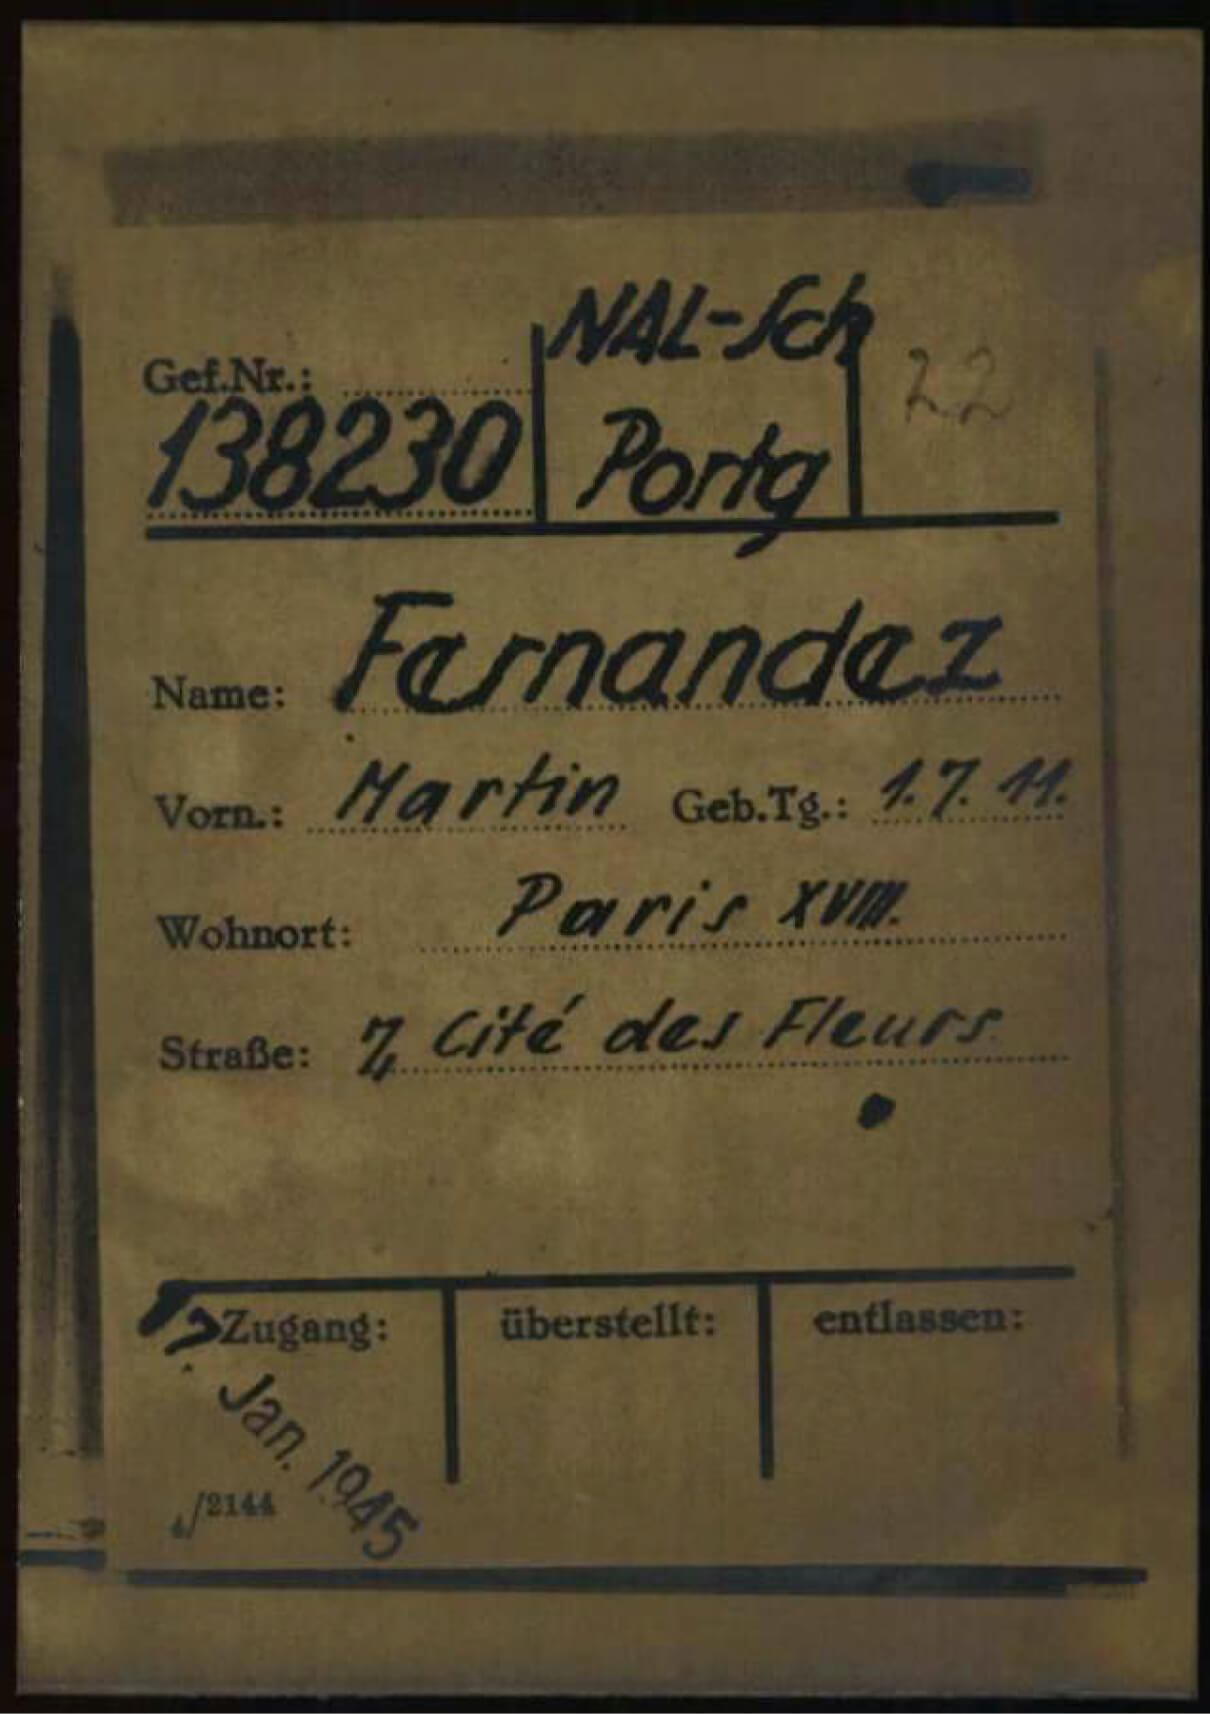 NAL-Sch
Gef.Nr.:
22
138230
Portg
Name: Fernandez
Vorn.: Martin Geb.Tg.: 1.7.11.
Wohnort: Paris XVIII.
Straße: 7, Cité des Fleurs
Zugang: überstellt: entlassen:
Jan. 1945
/2144